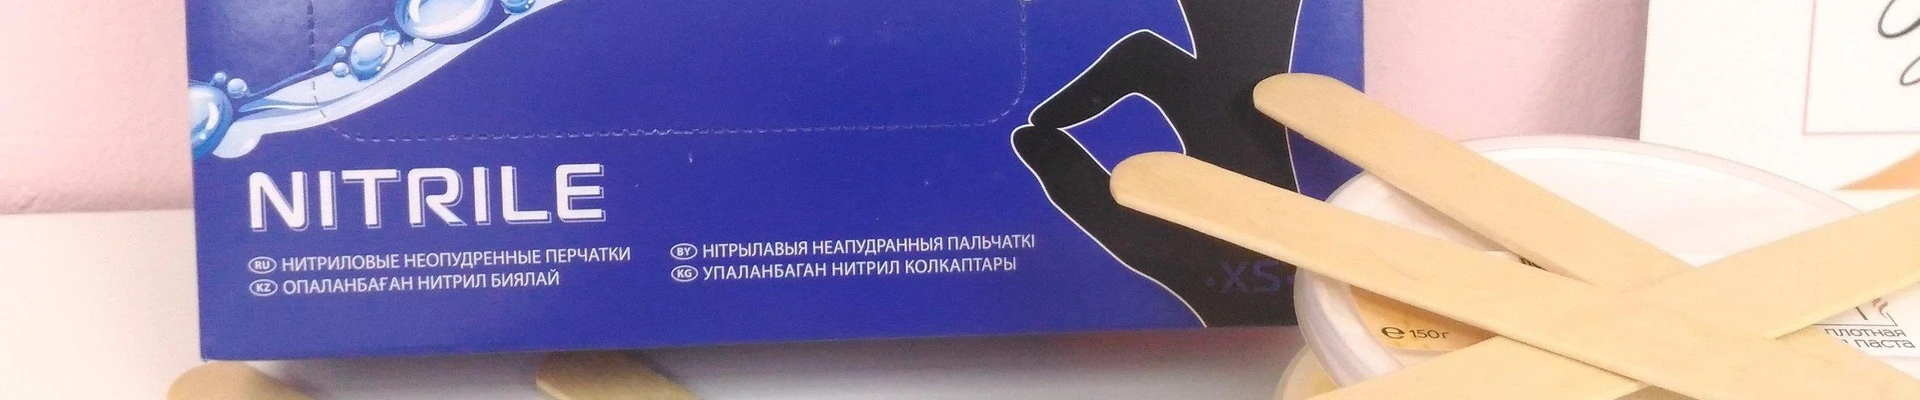 NITRILE
RU НИТРИЛОВЫЕ НЕОПУДРЕННЫЕ ПЕРЧАТКИ
KZ ОПАЛАНБАҒАН НИТРИЛ БИЯЛАЙ
BY НІТРЫЛАВЫЯ НЕАПУДРАННЫЯ ПАЛЬЧАТКІ
KG УПАЛАНБАГАН НИТРИЛ КОЛКАПТАРЫ
·XS·
℮ 150г
плотная
паста